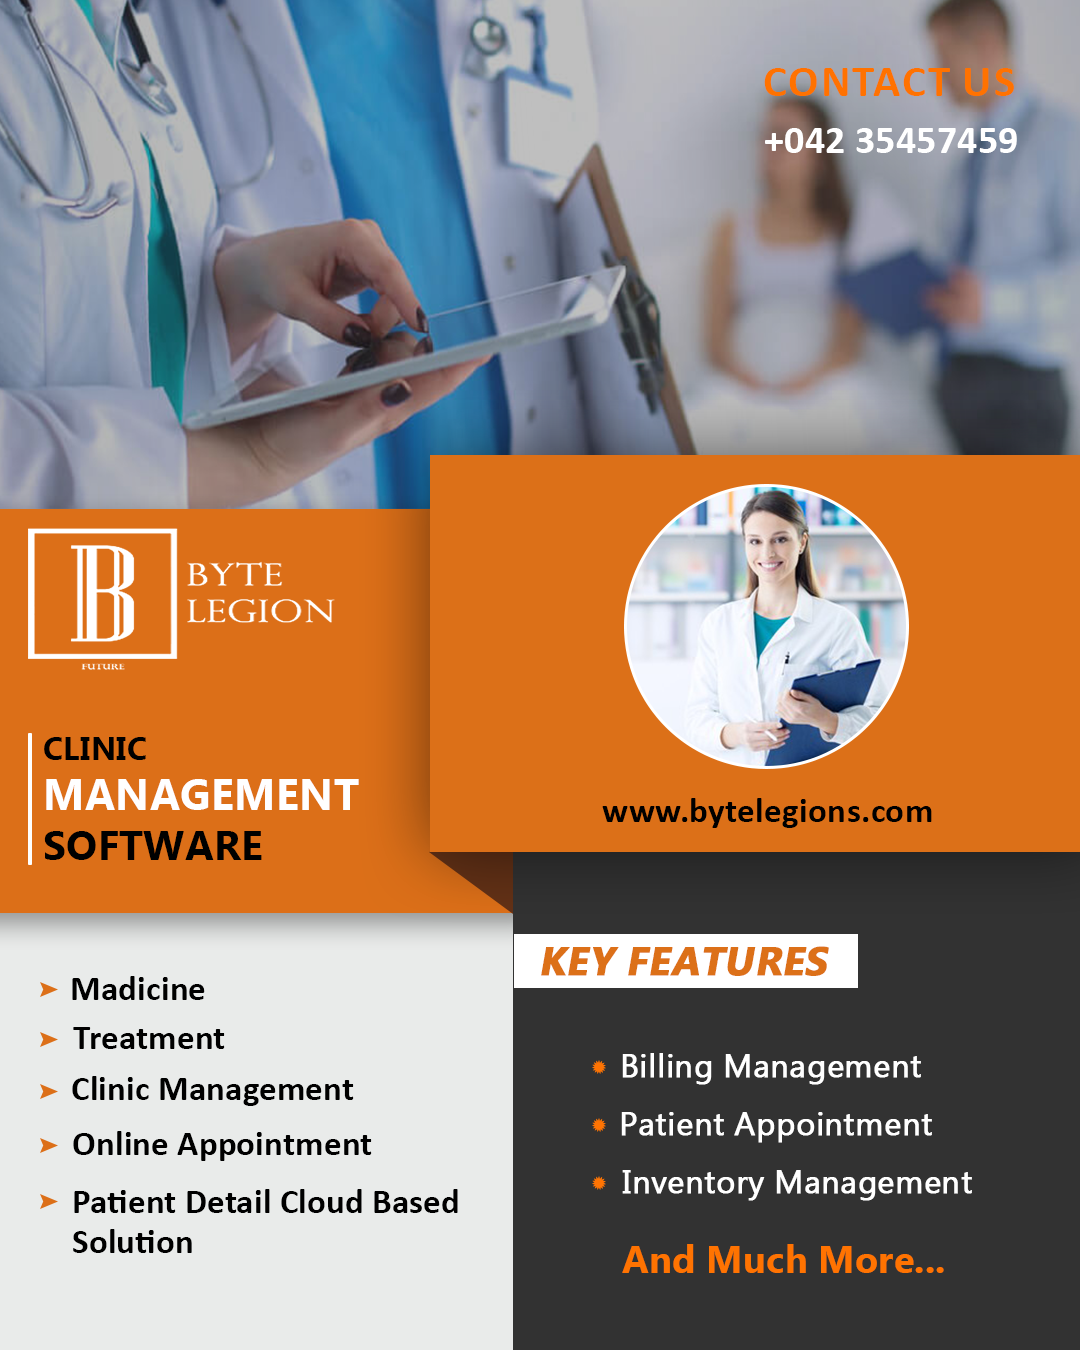 CONTACT US
+042 35457459
B
BYTE
LEGION
FUTURE
CLINIC
MANAGEMENT
SOFTWARE
www.bytelegions.com
Madicine
Treatment
Clinic Management
Online Appointment
Patient Detail Cloud Based
Solution
KEY FEATURES
Billing Management
Patient Appointment
Inventory Management
And Much More...